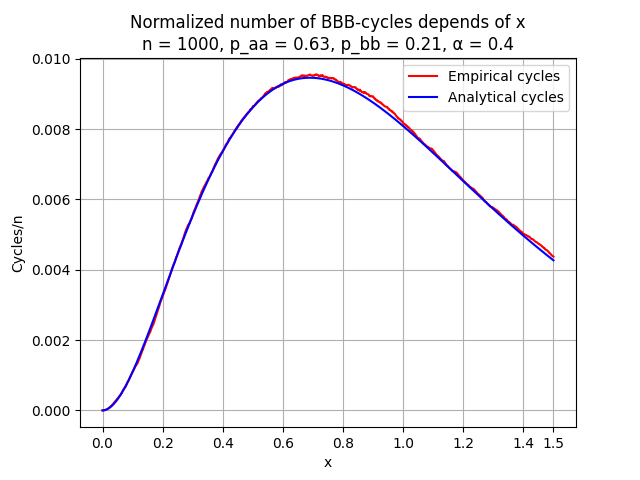 Normalized number of BBB-cycles depends of x
n = 1000, p_aa = 0.63, p_bb = 0.21, α = 0.4
Empirical cycles
Analytical cycles
Cycles/n
0.010
0.008
0.006
0.004
0.002
0.000
0.0 0.2 0.4 0.6 0.8 1.0 1.2 1.4 1.5
x